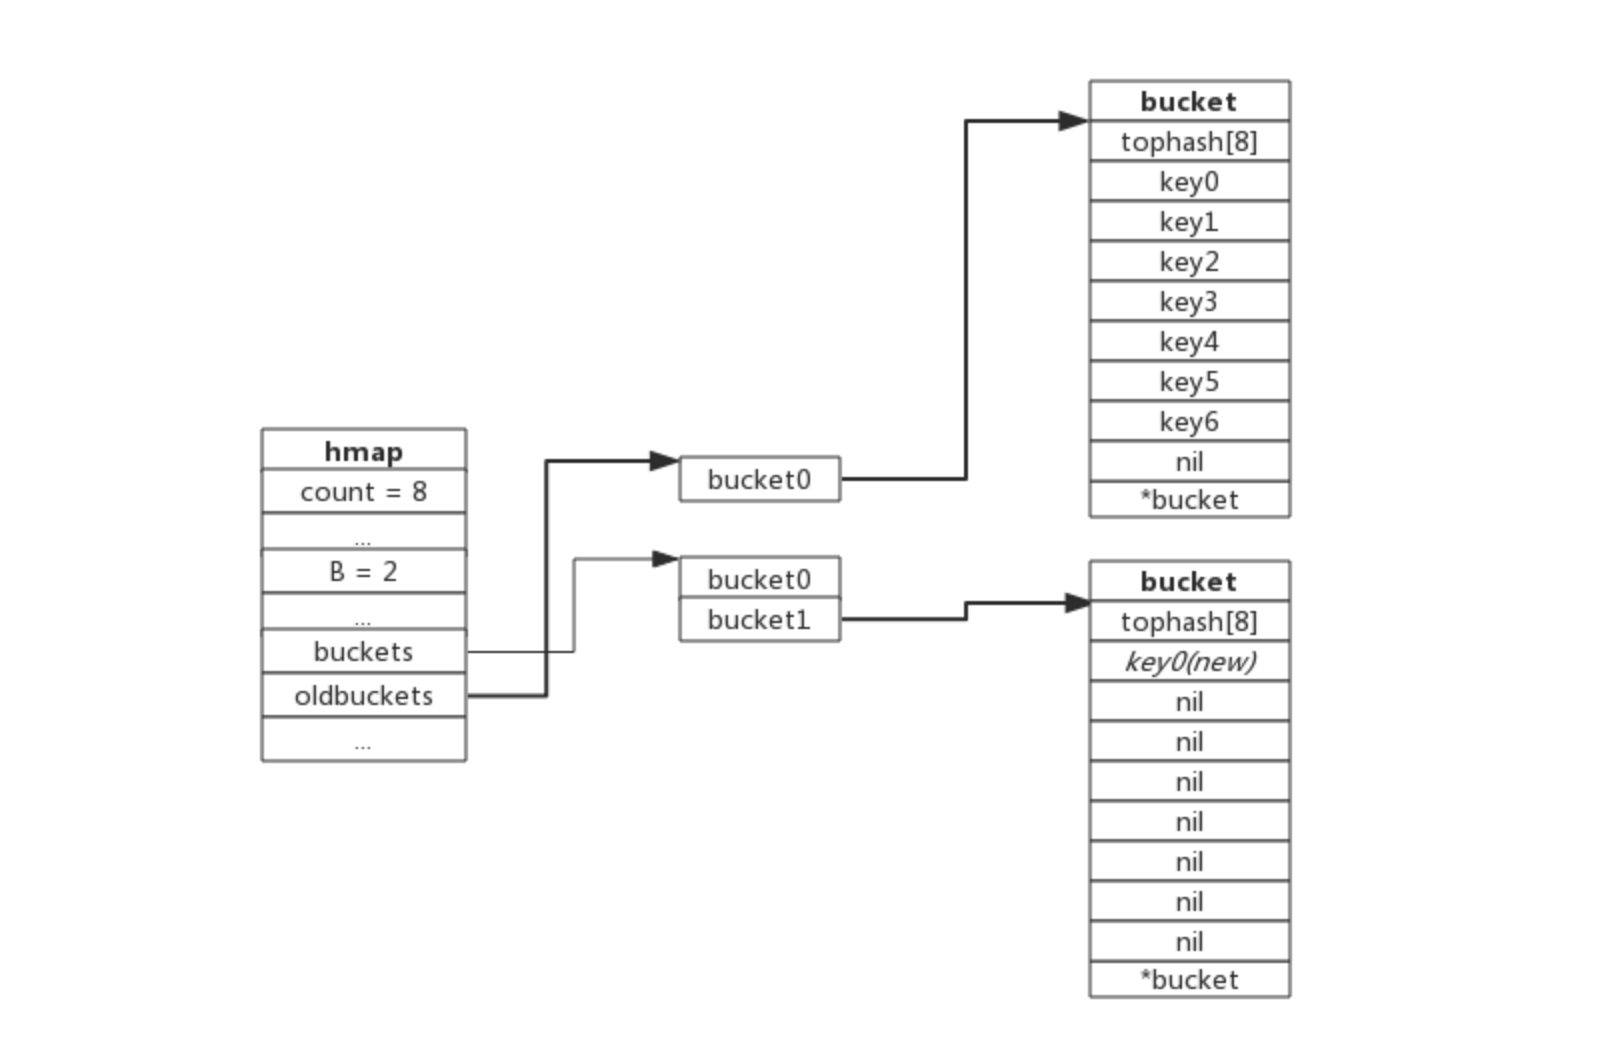 hmap
count = 8
...
B = 2
...
buckets
oldbuckets
...
bucket0
bucket0
bucket1
bucket
tophash[8]
key0
key1
key2
key3
key4
key5
key6
nil
*bucket
bucket
tophash[8]
key0(new)
nil
nil
nil
nil
nil
nil
nil
*bucket